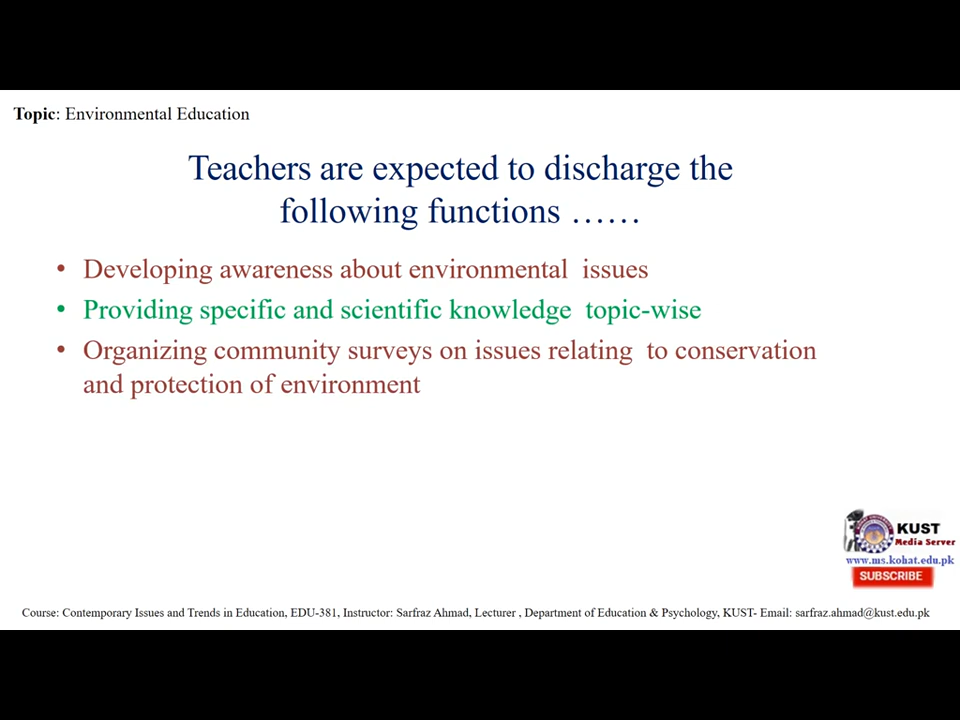 Topic: Environmental Education
Teachers are expected to discharge the
following functions ......
• Developing awareness about environmental issues
• Providing specific and scientific knowledge topic-wise
• Organizing community surveys on issues relating to conservation
and protection of environment
KUST
Media Server
www.ms.kohat.edu.pk
SUBSCRIBE
Course: Contemporary Issues and Trends in Education, EDU-381, Instructor: Sarfraz Ahmad, Lecturer , Department of Education & Psychology, KUST- Email: sarfraz.ahmad@kust.edu.pk